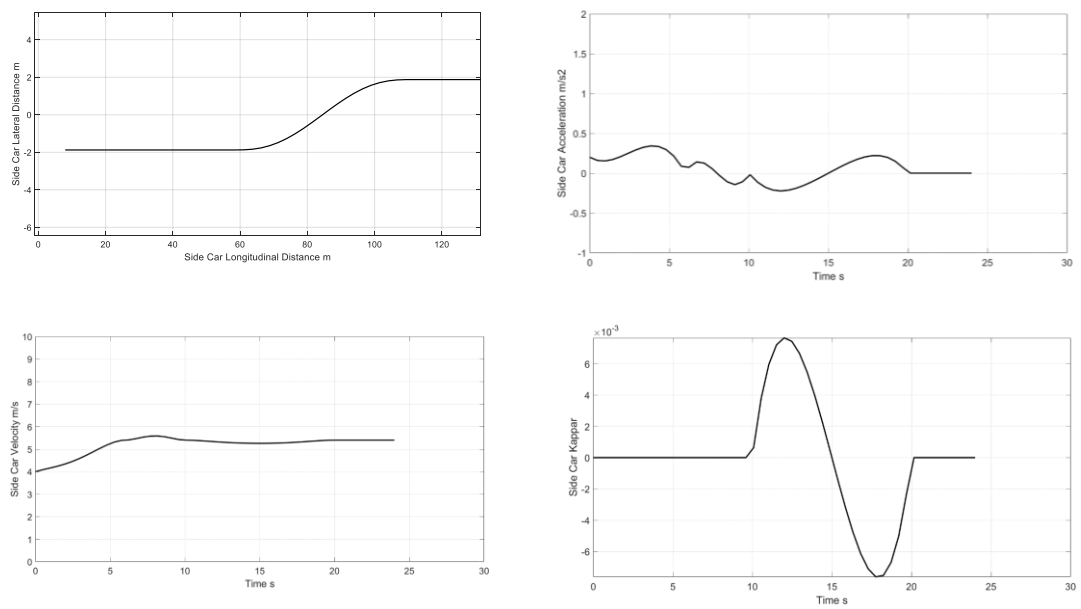 4
2
0
-2
-4
-6
0 20 40 60 80 100 120
Side Car Lateral Distance m
Side Car Longitudinal Distance m
2
1.5
1
0.5
0
-0.5
-1
0 5 10 15 20 25 30
Side Car Acceleration m/s2
Time s
10
9
8
7
6
5
4
3
2
1
0
0 5 10 15 20 25 30
Side Car Velocity m/s
Time s
×10-3
6
4
2
0
-2
-4
-6
0 5 10 15 20 25 30
Side Car Kappar
Time s